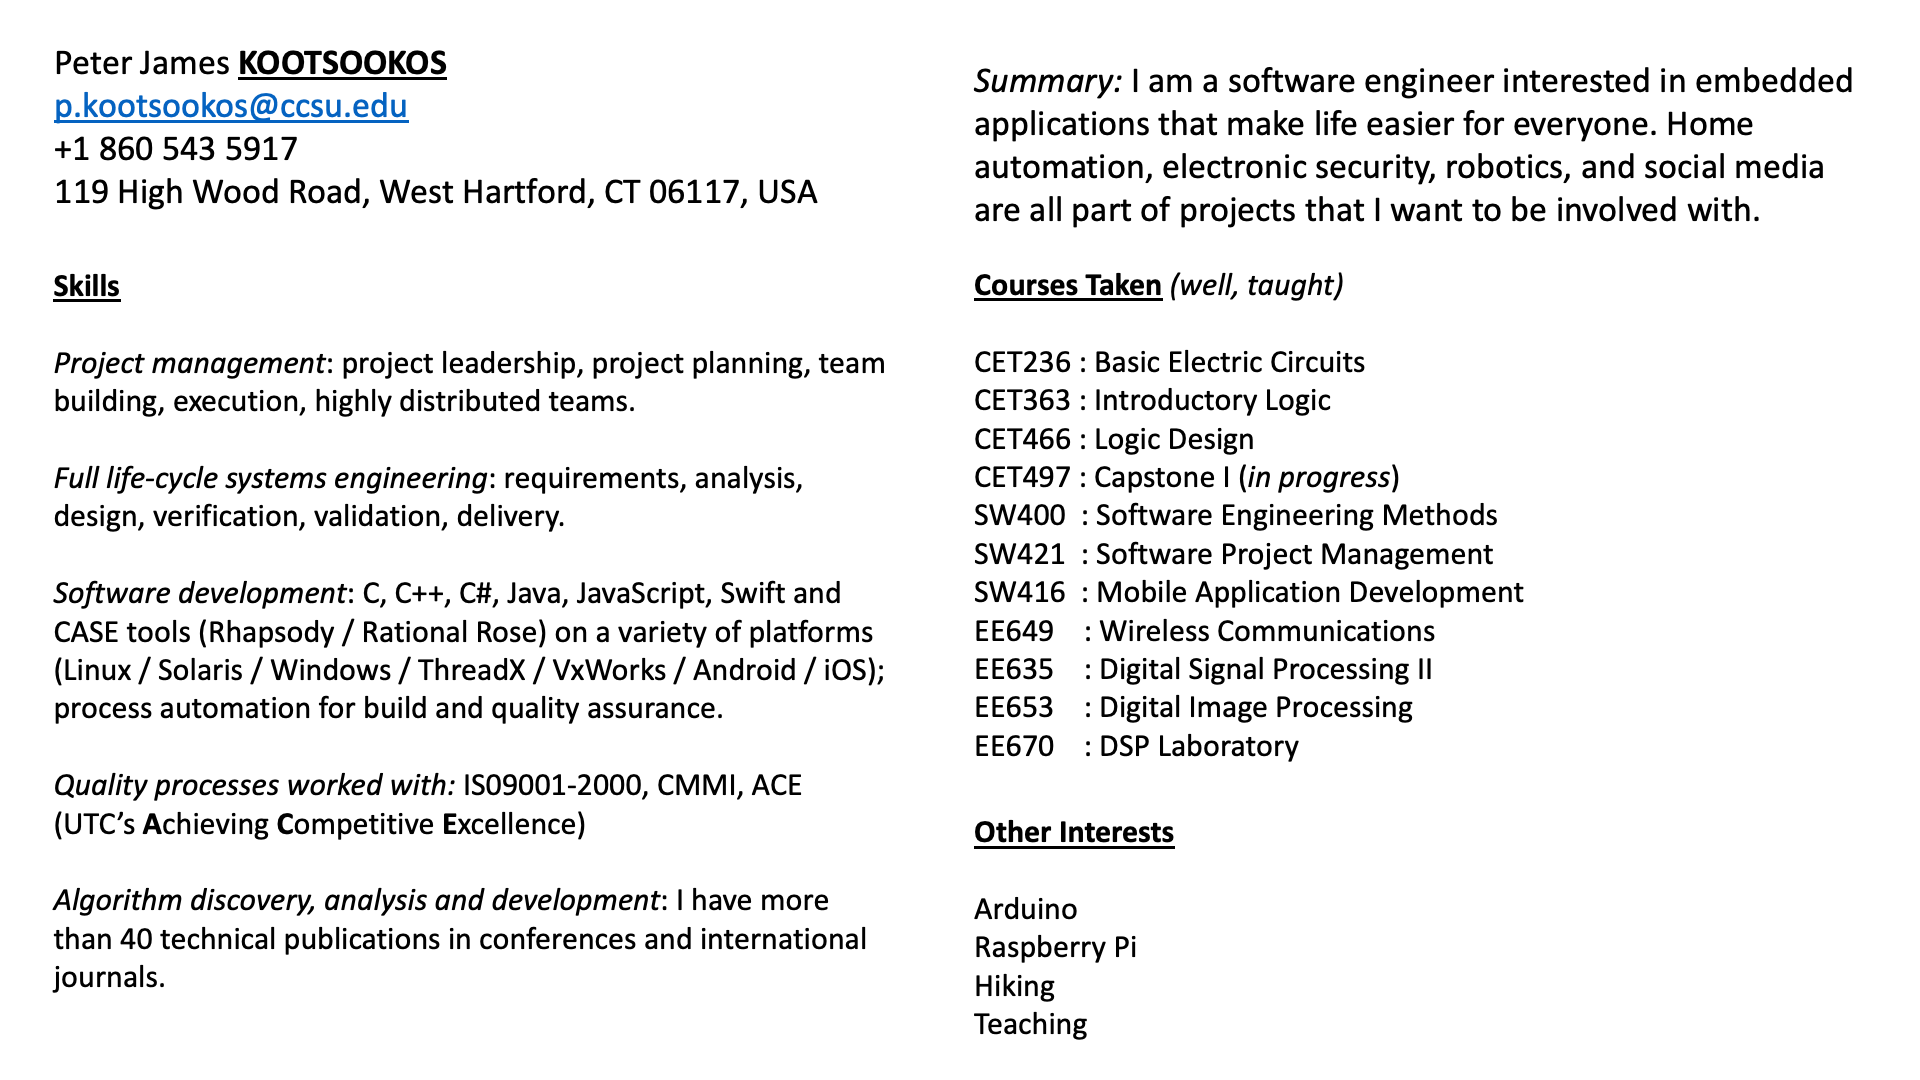 Peter James KOOTSOOKOS
p.kootsookos@ccsu.edu
+1 860 543 5917
119 High Wood Road, West Hartford, CT 06117, USA
Skills
Project management: project leadership, project planning, team
building, execution, highly distributed teams.
Full life-cycle systems engineering: requirements, analysis,
design, verification, validation, delivery.
Software development: C, C++, C#, Java, JavaScript, Swift and
CASE tools (Rhapsody / Rational Rose) on a variety of platforms
(Linux / Solaris / Windows / ThreadX / VxWorks / Android / iOS);
process automation for build and quality assurance.
Quality processes worked with: IS09001-2000, CMMI, ACE
(UTC’s Achieving Competitive Excellence)
Algorithm discovery, analysis and development: I have more
than 40 technical publications in conferences and international
journals.
Summary: I am a software engineer interested in embedded
applications that make life easier for everyone. Home
automation, electronic security, robotics, and social media
are all part of projects that I want to be involved with.
Courses Taken (well, taught)
CET236 : Basic Electric Circuits
CET363 : Introductory Logic
CET466 : Logic Design
CET497 : Capstone I (in progress)
SW400 : Software Engineering Methods
SW421 : Software Project Management
SW416 : Mobile Application Development
EE649 : Wireless Communications
EE635 : Digital Signal Processing II
EE653 : Digital Image Processing
EE670 : DSP Laboratory
Other Interests
Arduino
Raspberry Pi
Hiking
Teaching